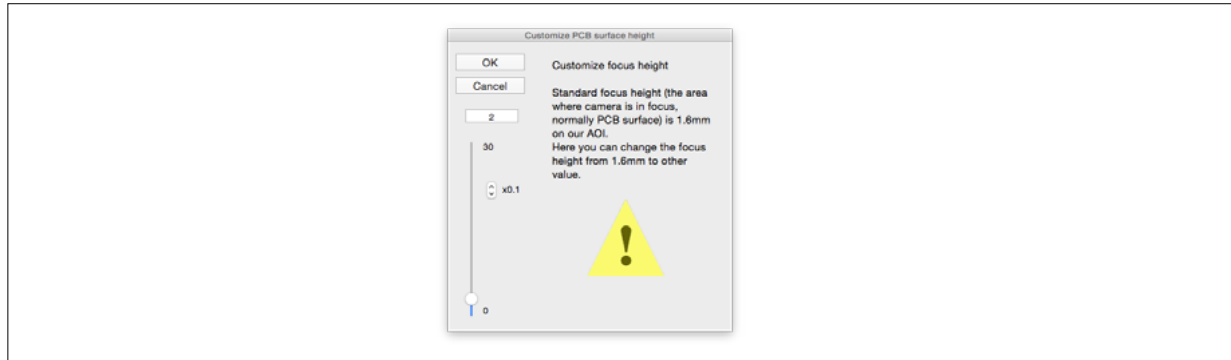 Customize PCB surface height
OK
Cancel
2
30
x0.1
0
Customize focus height
Standard focus height (the area
where camera is in focus,
normally PCB surface) is 1.6mm
on our AOI.
Here you can change the focus
height from 1.6mm to other
value.
!